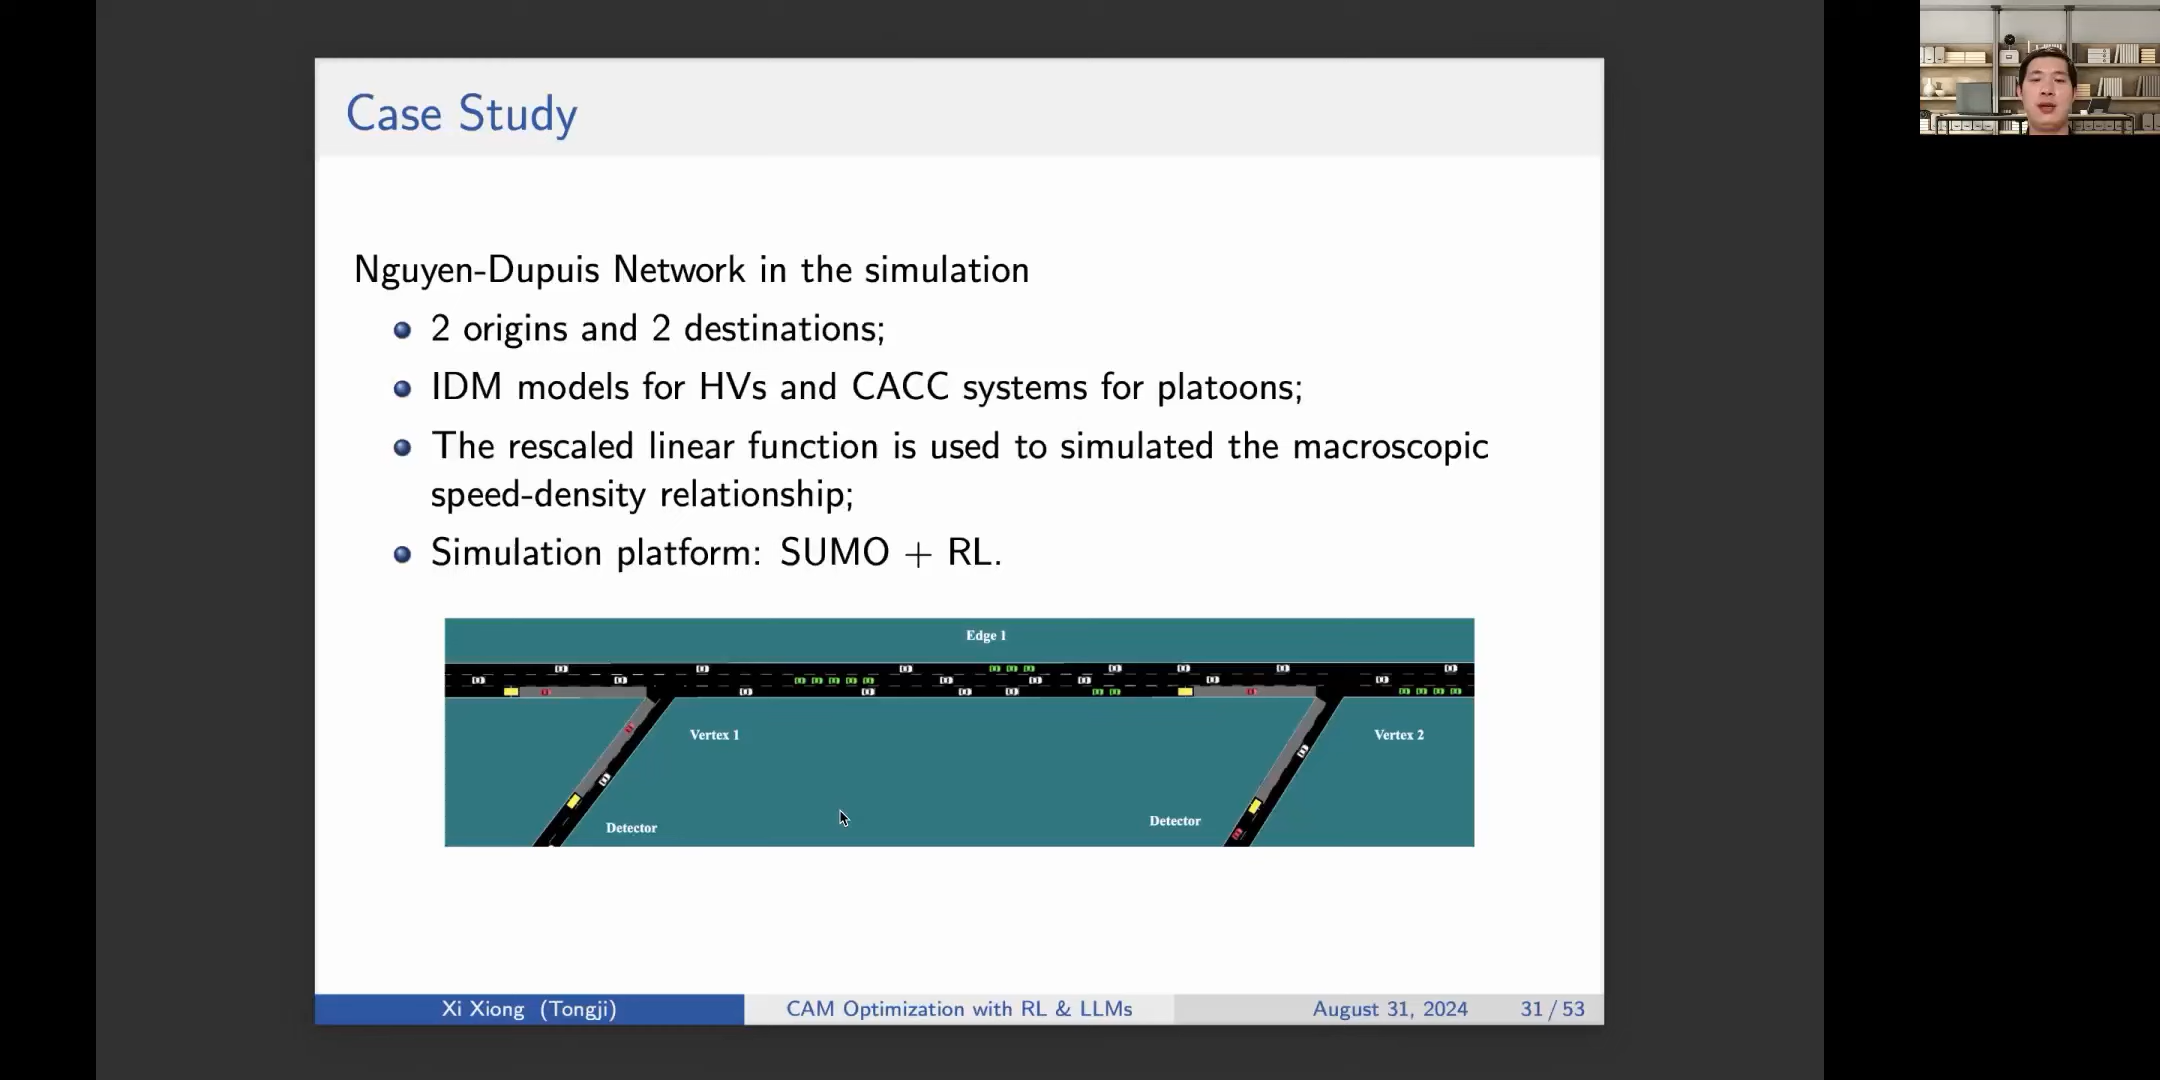 Case Study
Nguyen-Dupuis Network in the simulation
2 origins and 2 destinations;
IDM models for HVs and CACC systems for platoons;
The rescaled linear function is used to simulated the macroscopic
speed-density relationship;
Simulation platform: SUMO + RL.
Edge 1
Vertex 1
Vertex 2
Detector
Detector
Xi Xiong (Tongji)
CAM Optimization with RL & LLMs
August 31, 2024
31 / 53